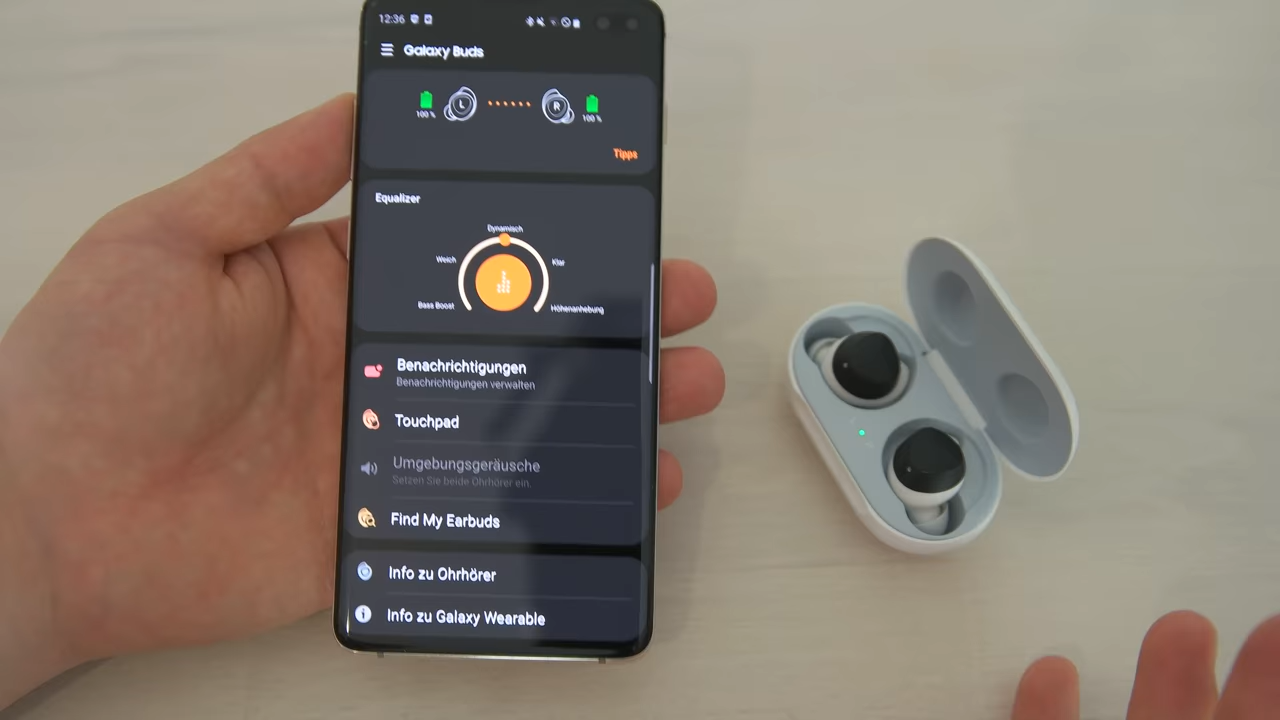 12:36
Galaxy Buds
L
R
100 %
100 %
Tipps
Equalizer
Dynamisch
Weich
Klar
Bass Boost
Höhenanhebung
Benachrichtigungen
Benachrichtigungen verwalten
Touchpad
Umgebungsgeräusche
Setzen Sie beide Ohrhörer ein.
Find My Earbuds
Info zu Ohrhörer
Info zu Galaxy Wearable